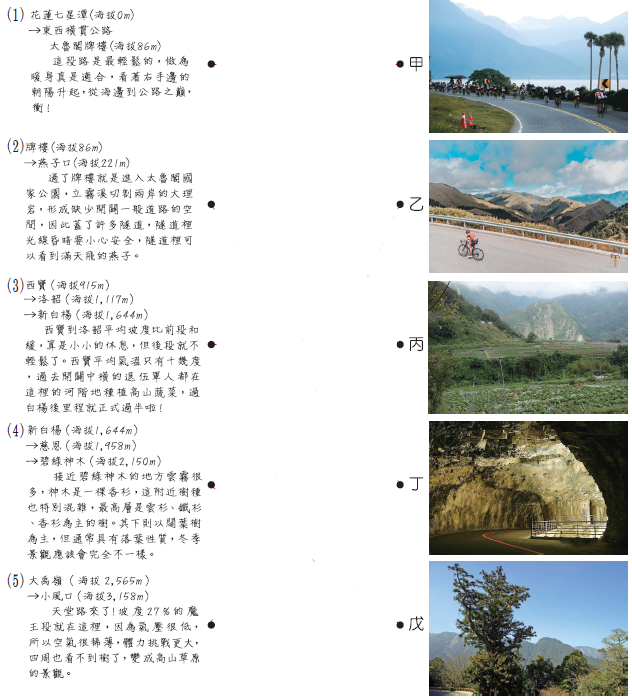 (1) 花蓮七星潭(海拔0m)
→東西橫貫公路
太魯閣牌樓(海拔86m)
這段路是最輕鬆的，做為
暖身真是適合，看著右手邊的
朝陽升起，從海邊到公路之巔，
衝！
甲
(2) 牌樓(海拔86m)
→燕子口(海拔221m)
過了牌樓就是進入太魯閣國
家公園，立霧溪切割兩岸的大理
岩，形成缺少開闢一般道路的空
間，因此蓋了許多隧道，隧道裡
光線昏暗要小心安全，隧道裡可
以看到滿天飛的燕子。
乙
(3) 西寶(海拔915m)
→洛韶(海拔1,117m)
→新白楊(海拔1,644m)
西寶到洛韶平均坡度比前段和
緩，真是小小的休息，但後段就不
輕鬆了。西寶平均氣溫只有十幾度
，過去開闢中橫的退伍軍人都在
這裡的河階地種植高山蔬菜，過
白楊後里程就正式過半啦！
丙
(4) 新白楊(海拔1,644m)
→慈恩(海拔1,958m)
→碧綠神木(海拔2,150m)
接近碧綠神木的地方雲霧很
多，神木是一棵香杉，這附近樹種
也特別混雜，最高層是雲杉、鐵杉
、香杉為主的樹。其下則以闊葉樹
為主，但通常具有落葉性質，冬季
景觀應該會完全不一樣。
丁
(5) 大禹嶺(海拔 2,565m)
→小風口(海拔3,158m)
天堂路來了！坡度27%的魔
王段就在這裡，因為氣壓很低，
所以空氣很稀薄，體力挑戰更大，
四周也看不到樹了，變成高山草原
的景觀。
戊